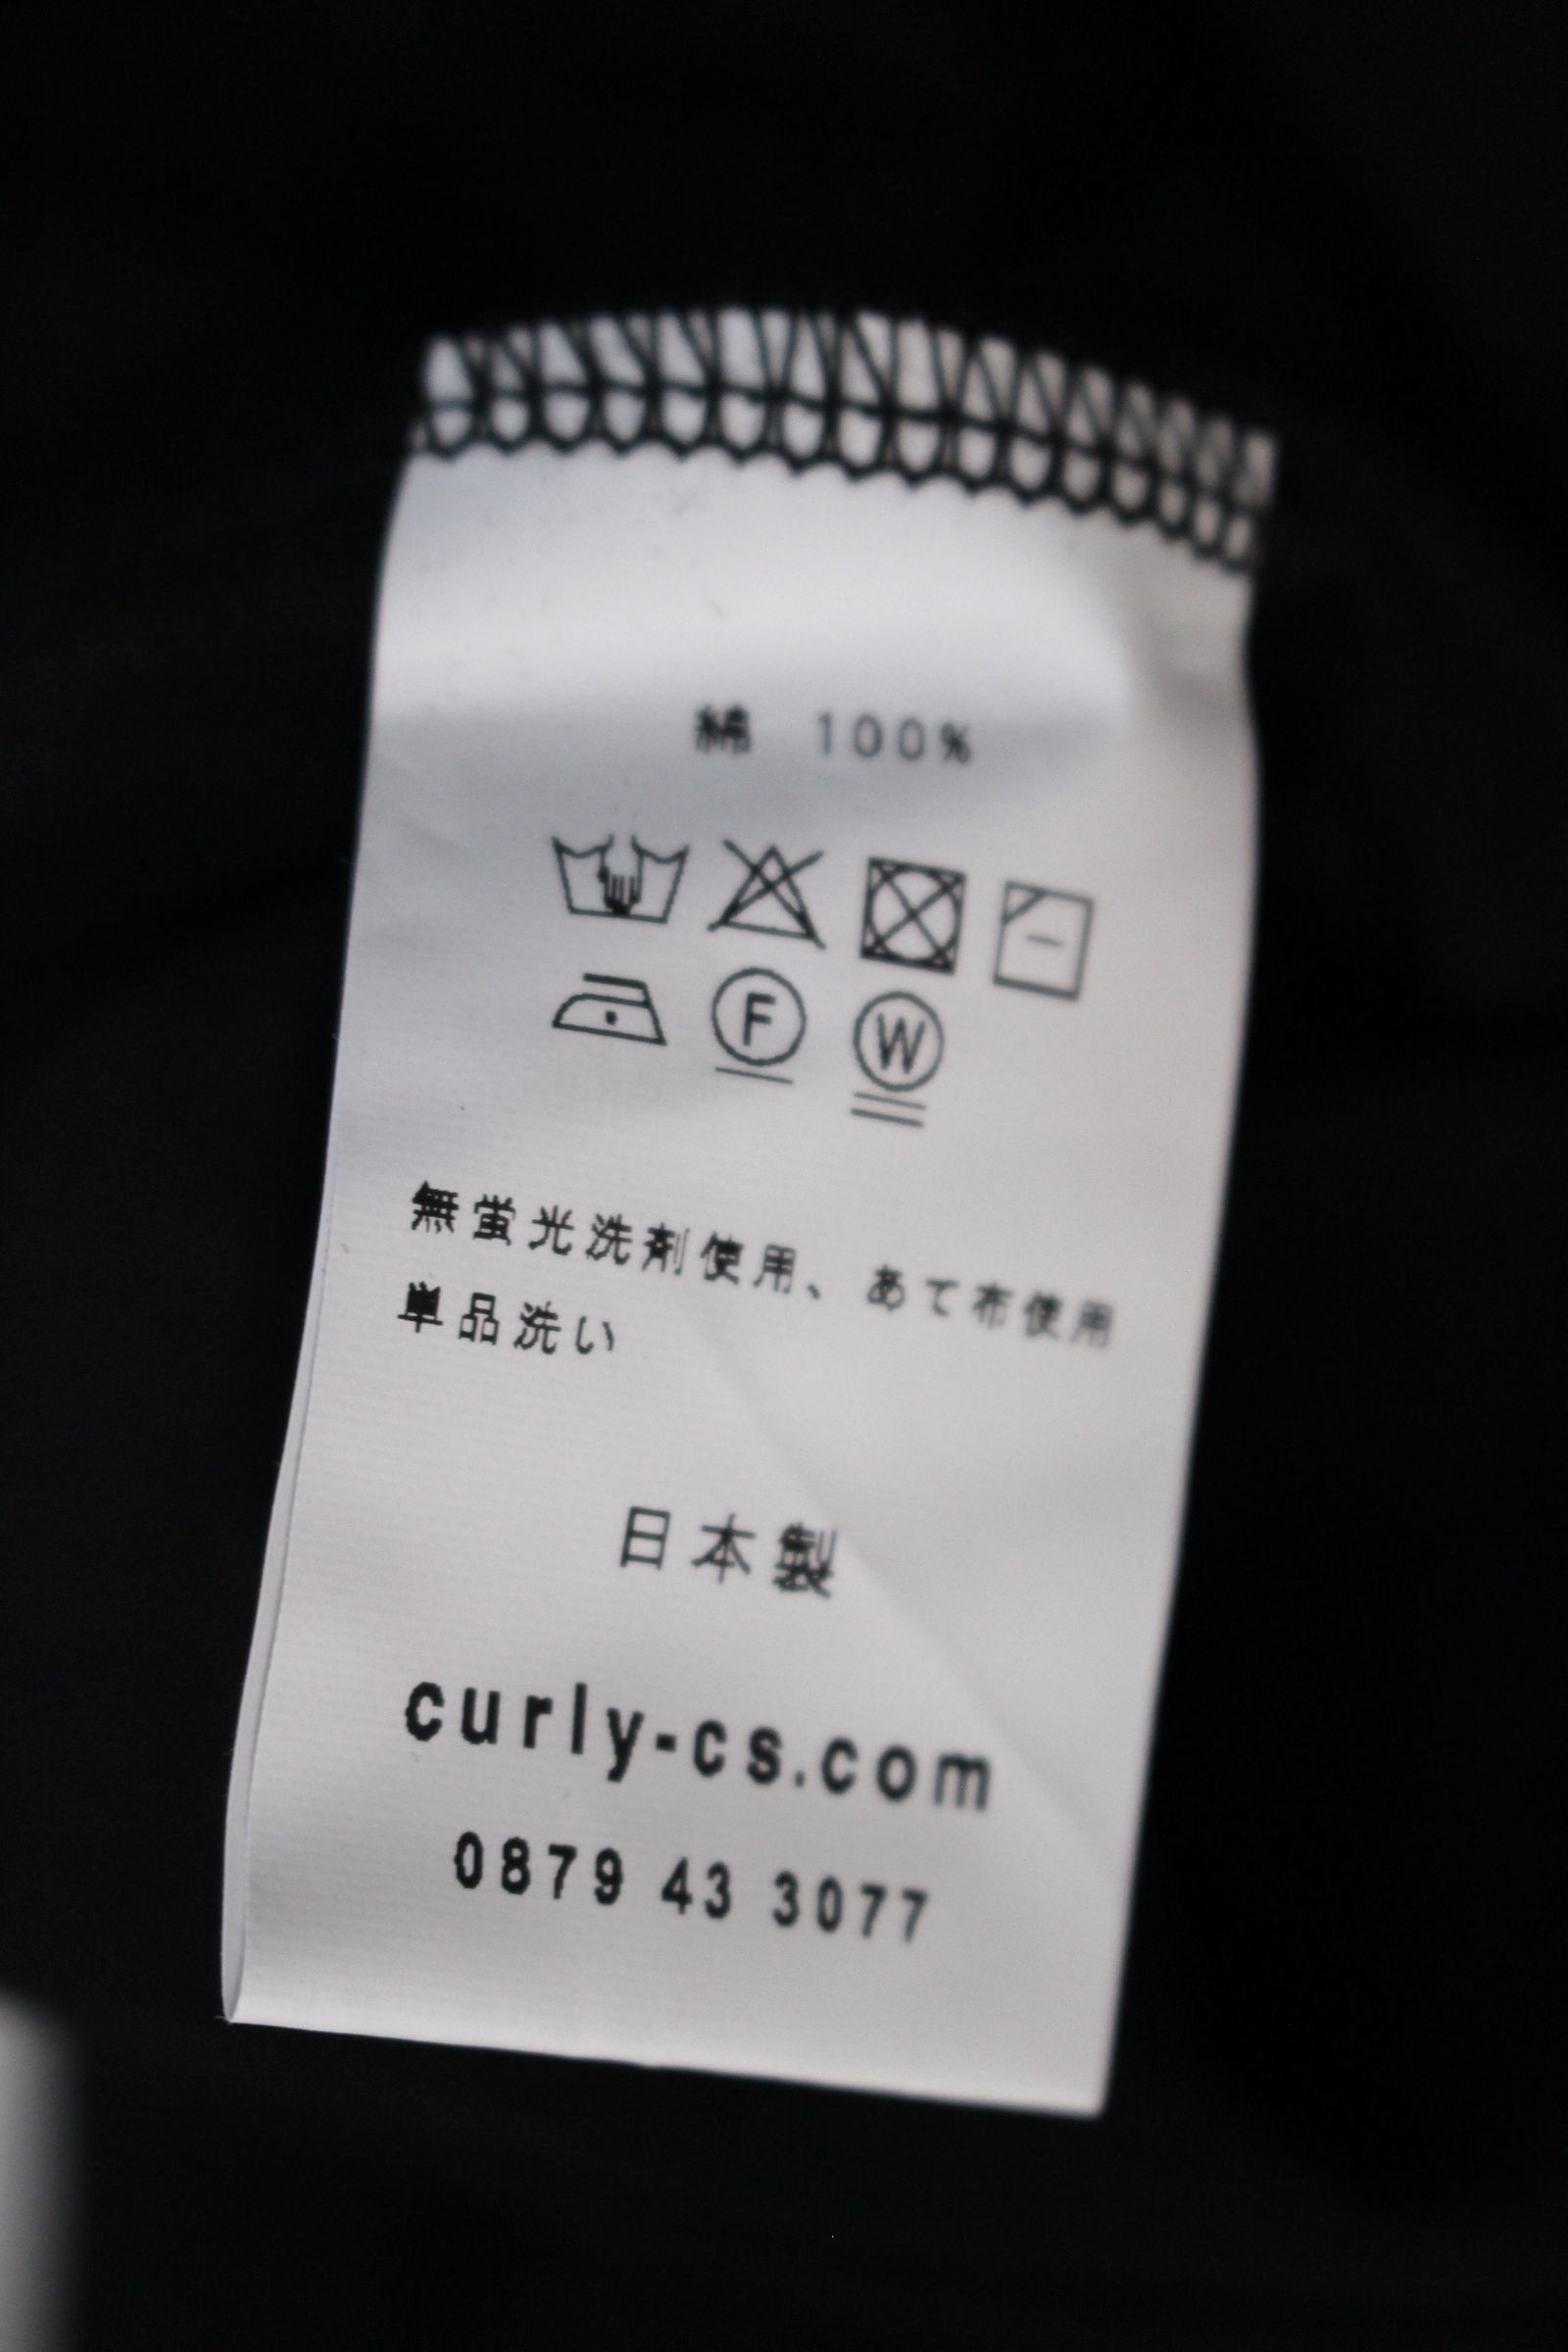 綿 100%
F W
無蛍光洗剤使用、あて布使用
単品洗い
日本製
curly-cs.com
0879 43 3077